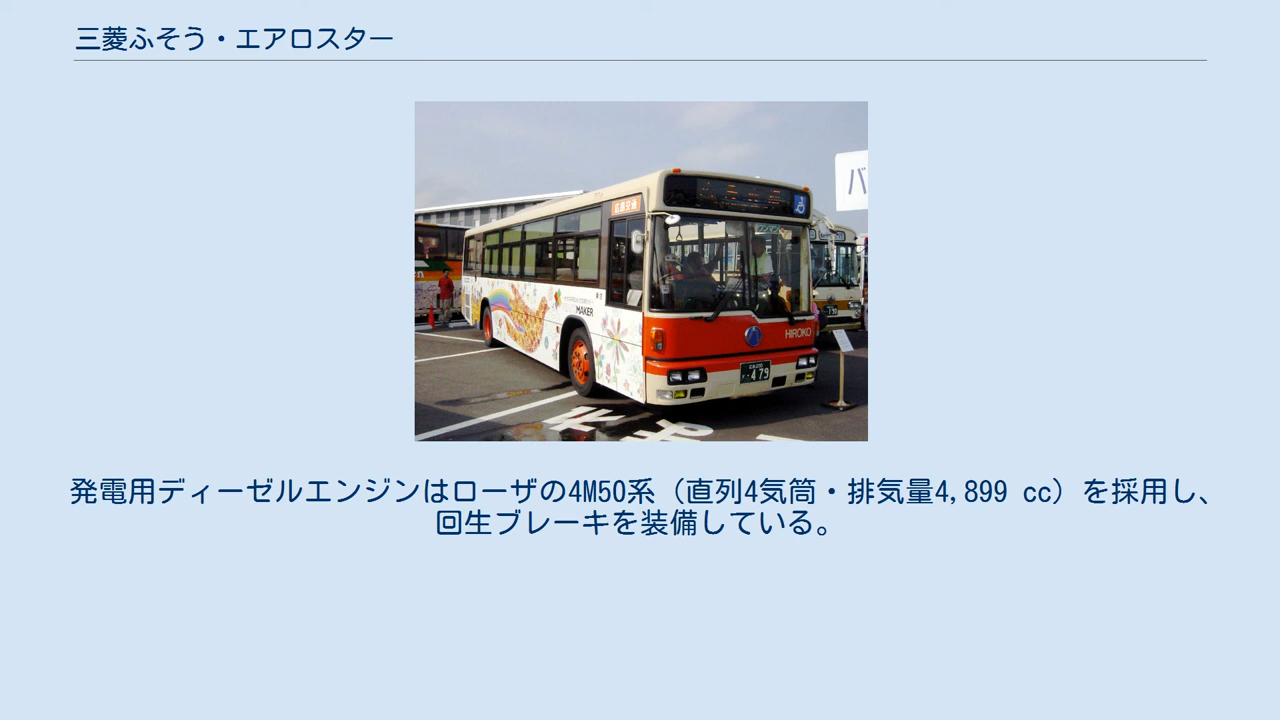 三菱ふそう・エアロスター
バ
MAKER
HIROKO
479
発電用ディーゼルエンジンはローザの4M50系（直列4気筒・排気量4,899 cc）を採用し、
回生ブレーキを装備している。